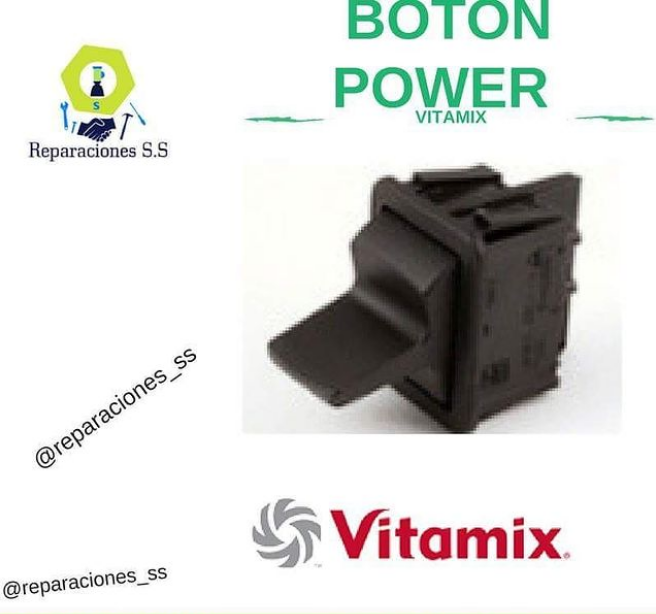 BOTON
POWER
VITAMIX
S
Reparaciones S.S
@reparaciones_ss
Vitamix.
@reparaciones_ss